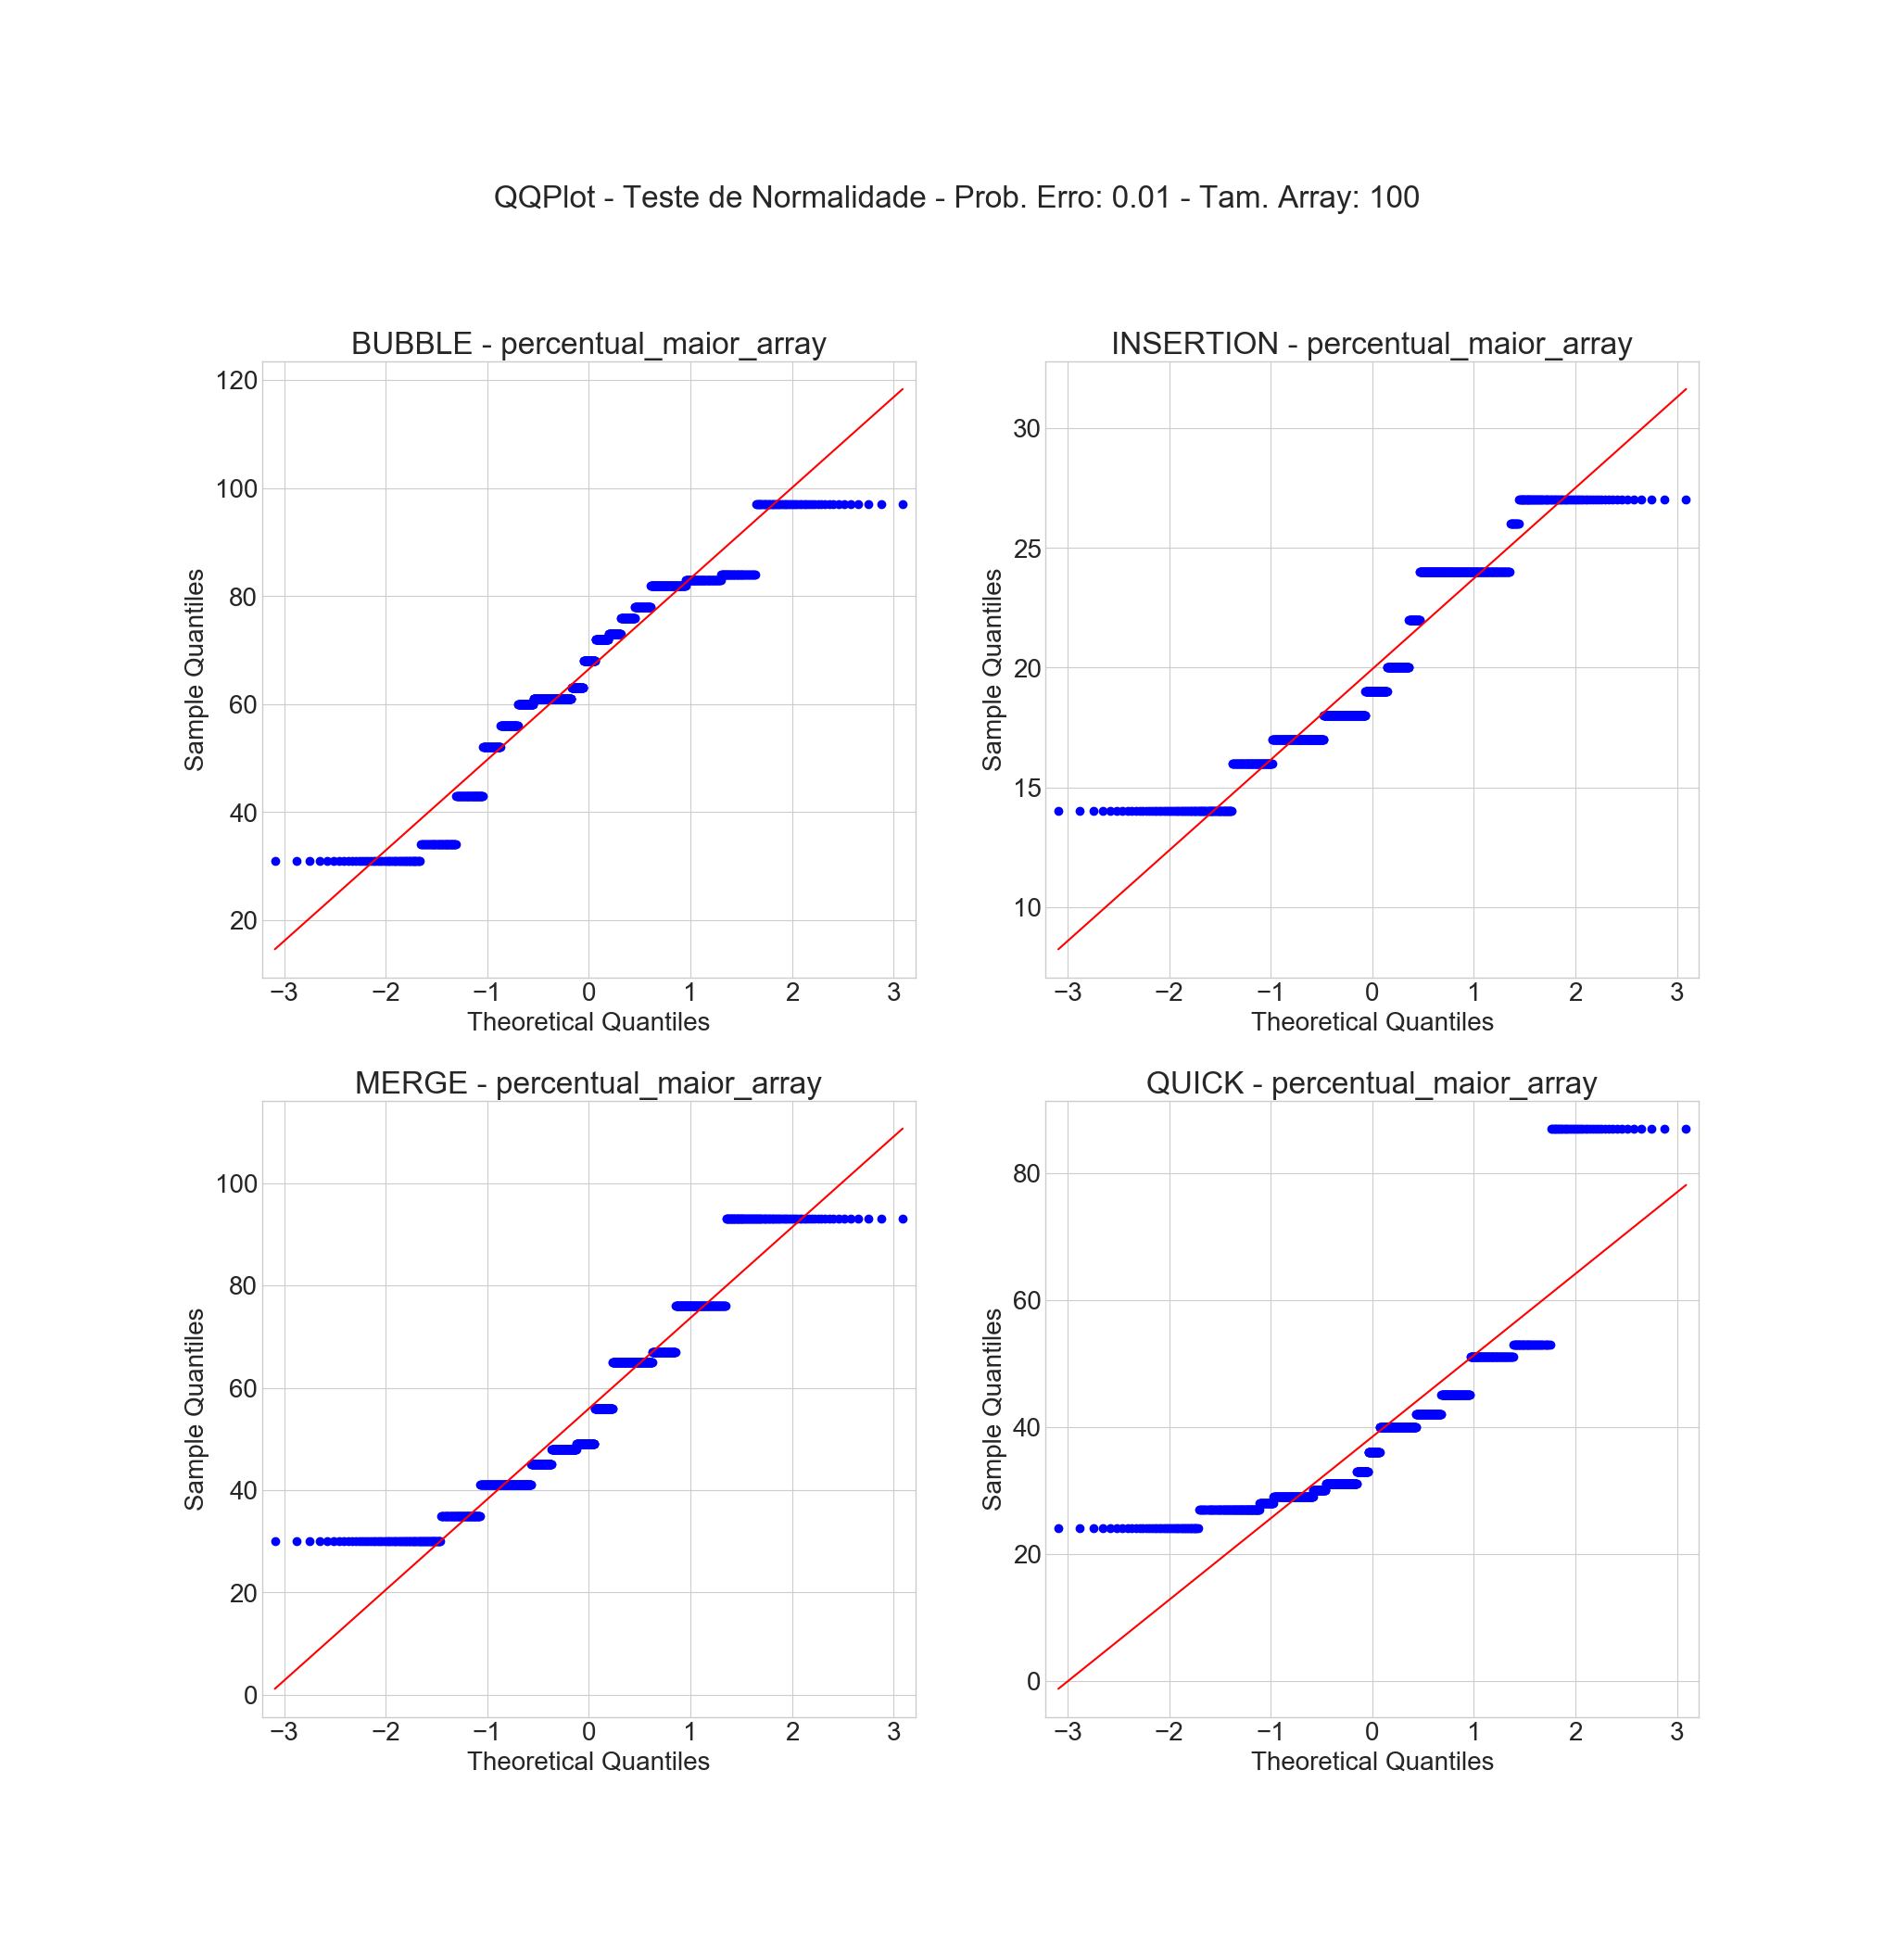 QQPlot - Teste de Normalidade - Prob. Erro: 0.01 - Tam. Array: 100
BUBBLE - percentual_maior_array
120
100
80
60
40
20
Sample Quantiles
−3 −2 −1 0 1 2 3
Theoretical Quantiles
INSERTION - percentual_maior_array
30
25
20
15
10
Sample Quantiles
−3 −2 −1 0 1 2 3
Theoretical Quantiles
MERGE - percentual_maior_array
100
80
60
40
20
0
Sample Quantiles
−3 −2 −1 0 1 2 3
Theoretical Quantiles
QUICK - percentual_maior_array
80
60
40
20
0
Sample Quantiles
−3 −2 −1 0 1 2 3
Theoretical Quantiles